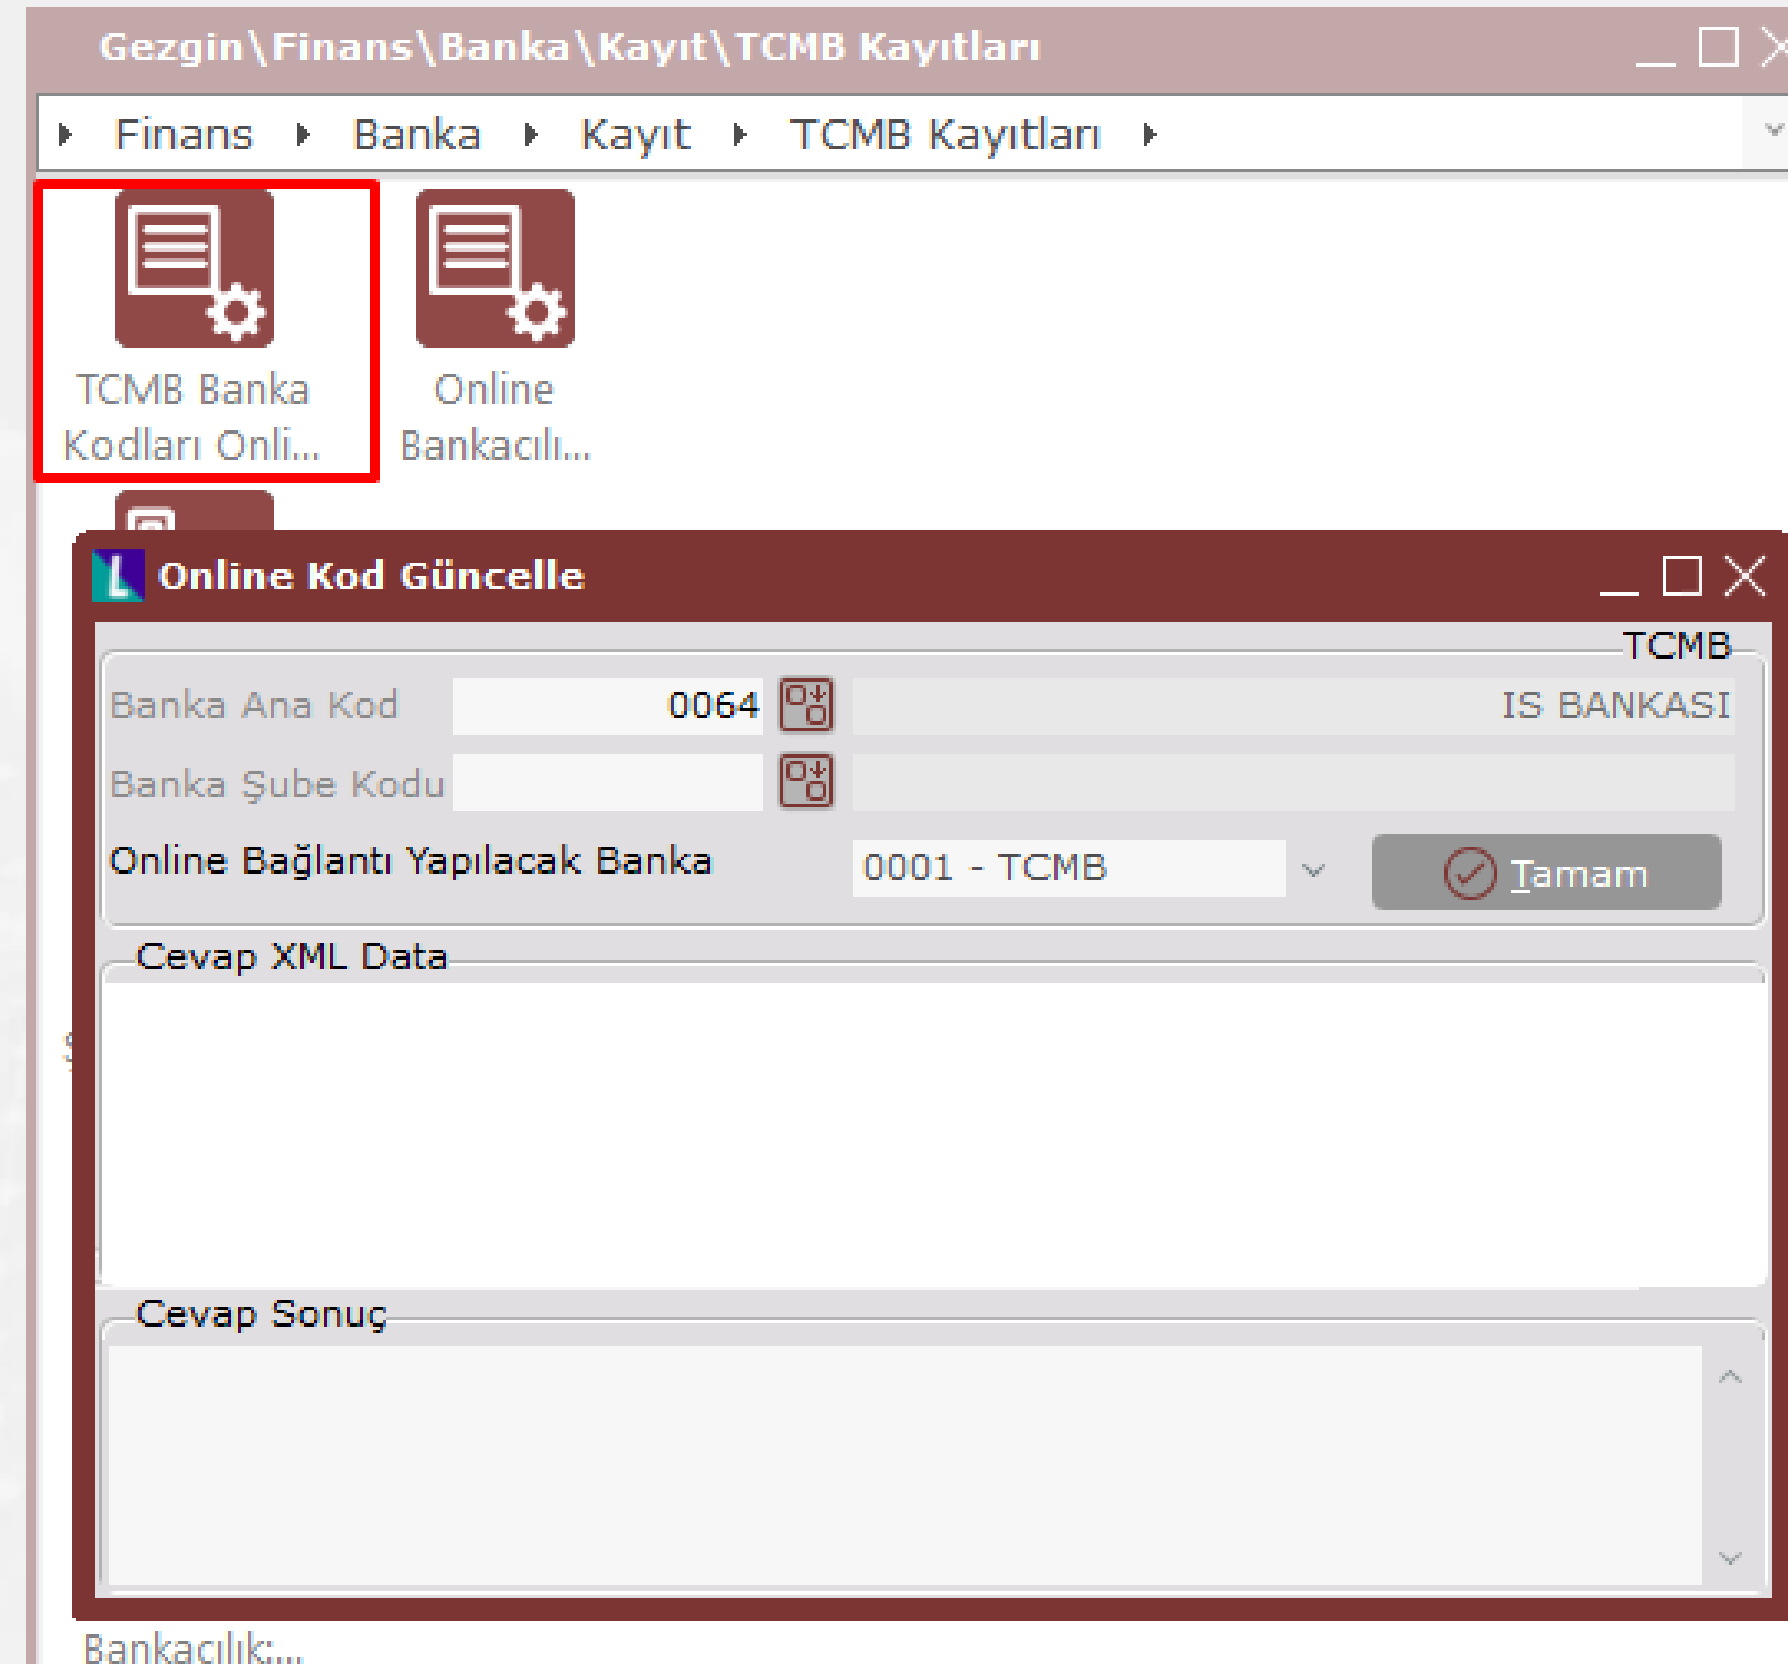 Gezgin\Finans\Banka\Kayıt\TCMB Kayıtları
Finans Banka Kayıt TCMB Kayıtları
TCMB Banka
Kodları Onli...
Online
Bankacılı...
Online Kod Güncelle
TCMB
Banka Ana Kod 0064 IS BANKASI
Banka Şube Kodu
Online Bağlantı Yapılacak Banka 0001 - TCMB Tamam
Cevap XML Data
Cevap Sonuç
Bankacılık:...